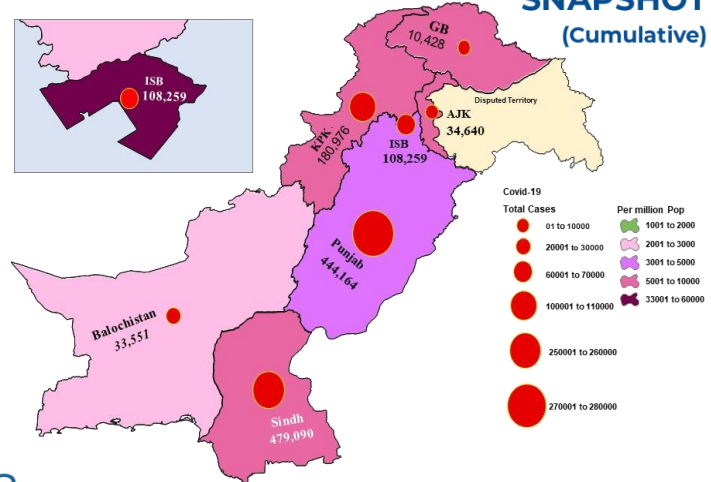 SNAPSHOT
(Cumulative)
ISB
108,259
GB
10,428
Disputed Territory
AJK
34,640
KPK
180,976
ISB
108,259
Punjab
444,164
Balochistan
33,551
Sindh
479,090
Covid-19
Total Cases
01 to 10000
20001 to 30000
60001 to 70000
100001 to 110000
250001 to 260000
270001 to 280000
Per million Pop
1001 to 2000
2001 to 3000
3001 to 5000
5001 to 10000
33001 to 60000